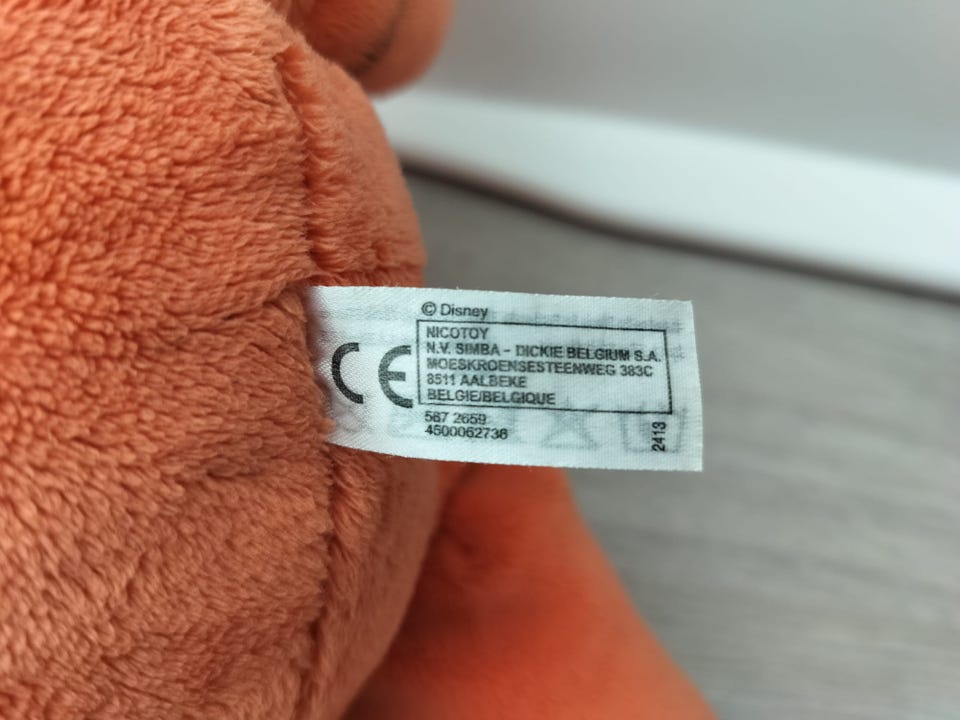 © Disney
CE
NICOTOY
N.V. SIMBA - DICKIE BELGIUM S.A.
MOESKROENSESTEENWEG 383C
8511 AALBEKE
BELGIE/BELGIQUE
587 2659
4500062736
2413